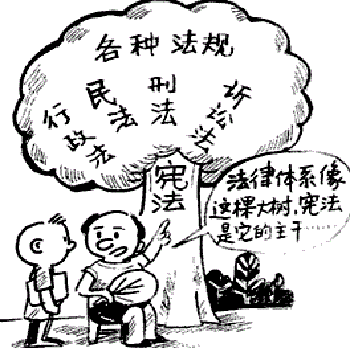 各种法规
行政法
民法
刑法
诉讼法
宪法
法律体系像
这棵大树,宪法
是它的主干